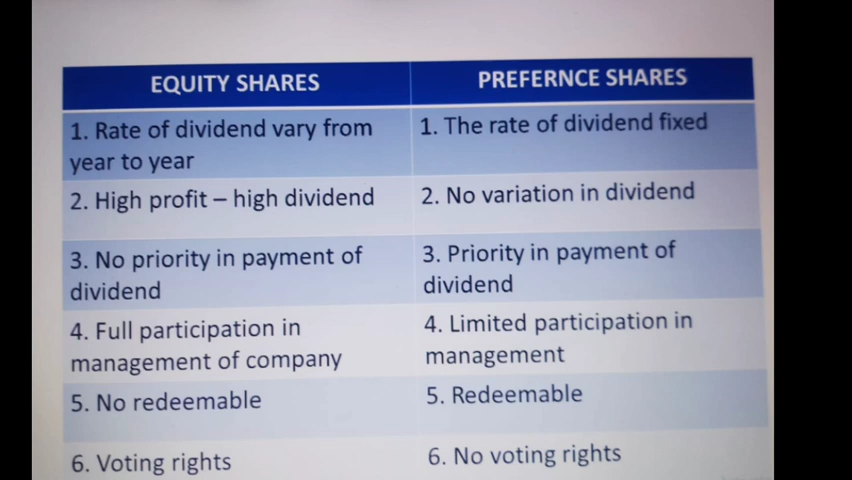 EQUITY SHARES
PREFERNCE SHARES
1. Rate of dividend vary from
year to year
1. The rate of dividend fixed
2. High profit – high dividend
2. No variation in dividend
3. No priority in payment of
dividend
3. Priority in payment of
dividend
4. Full participation in
management of company
4. Limited participation in
management
5. No redeemable
5. Redeemable
6. Voting rights
6. No voting rights